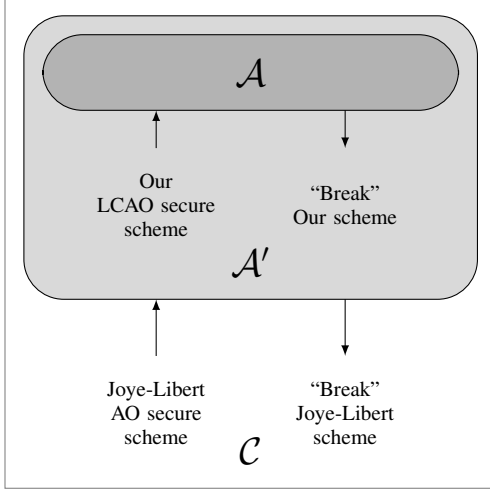 𝒜
Our
LCAO secure
scheme
“Break”
Our scheme
𝒜′
Joye-Libert
AO secure
scheme
“Break”
Joye-Libert
scheme
𝒞